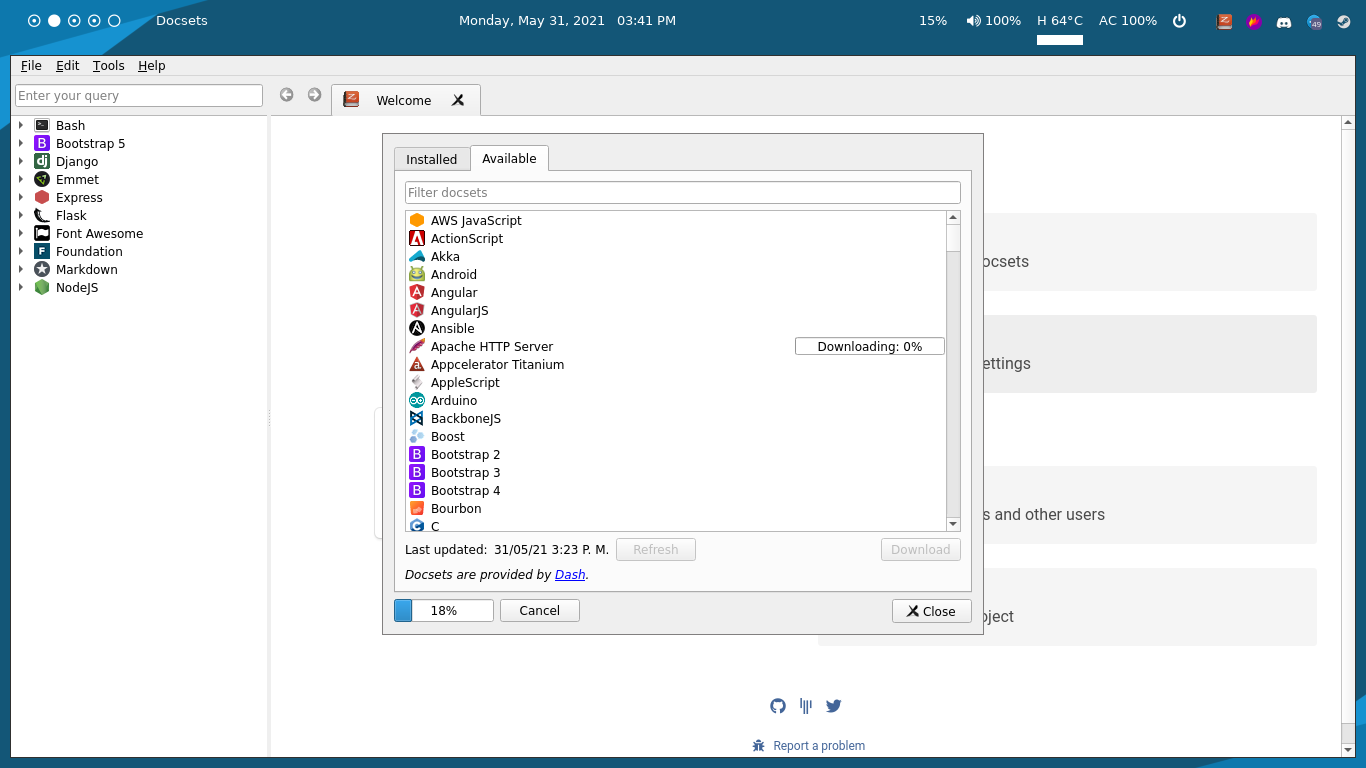 Docsets
Monday, May 31, 2021 03:41 PM
15% 100% H 64°C AC 100%
49
File Edit Tools Help
Enter your query
Welcome
Bash
Bootstrap 5
Django
Emmet
Express
Flask
Font Awesome
Foundation
Markdown
NodeJS
Installed Available
Filter docsets
AWS JavaScript
ActionScript
Akka
Android
Angular
AngularJS
Ansible
Apache HTTP Server Downloading: 0%
Appcelerator Titanium
AppleScript
Arduino
BackboneJS
Boost
Bootstrap 2
Bootstrap 3
Bootstrap 4
Bourbon
C
Last updated: 31/05/21 3:23 P. M. Refresh Download
Docsets are provided by Dash.
18% Cancel Close
ocsets
ettings
s and other users
oject
Report a problem